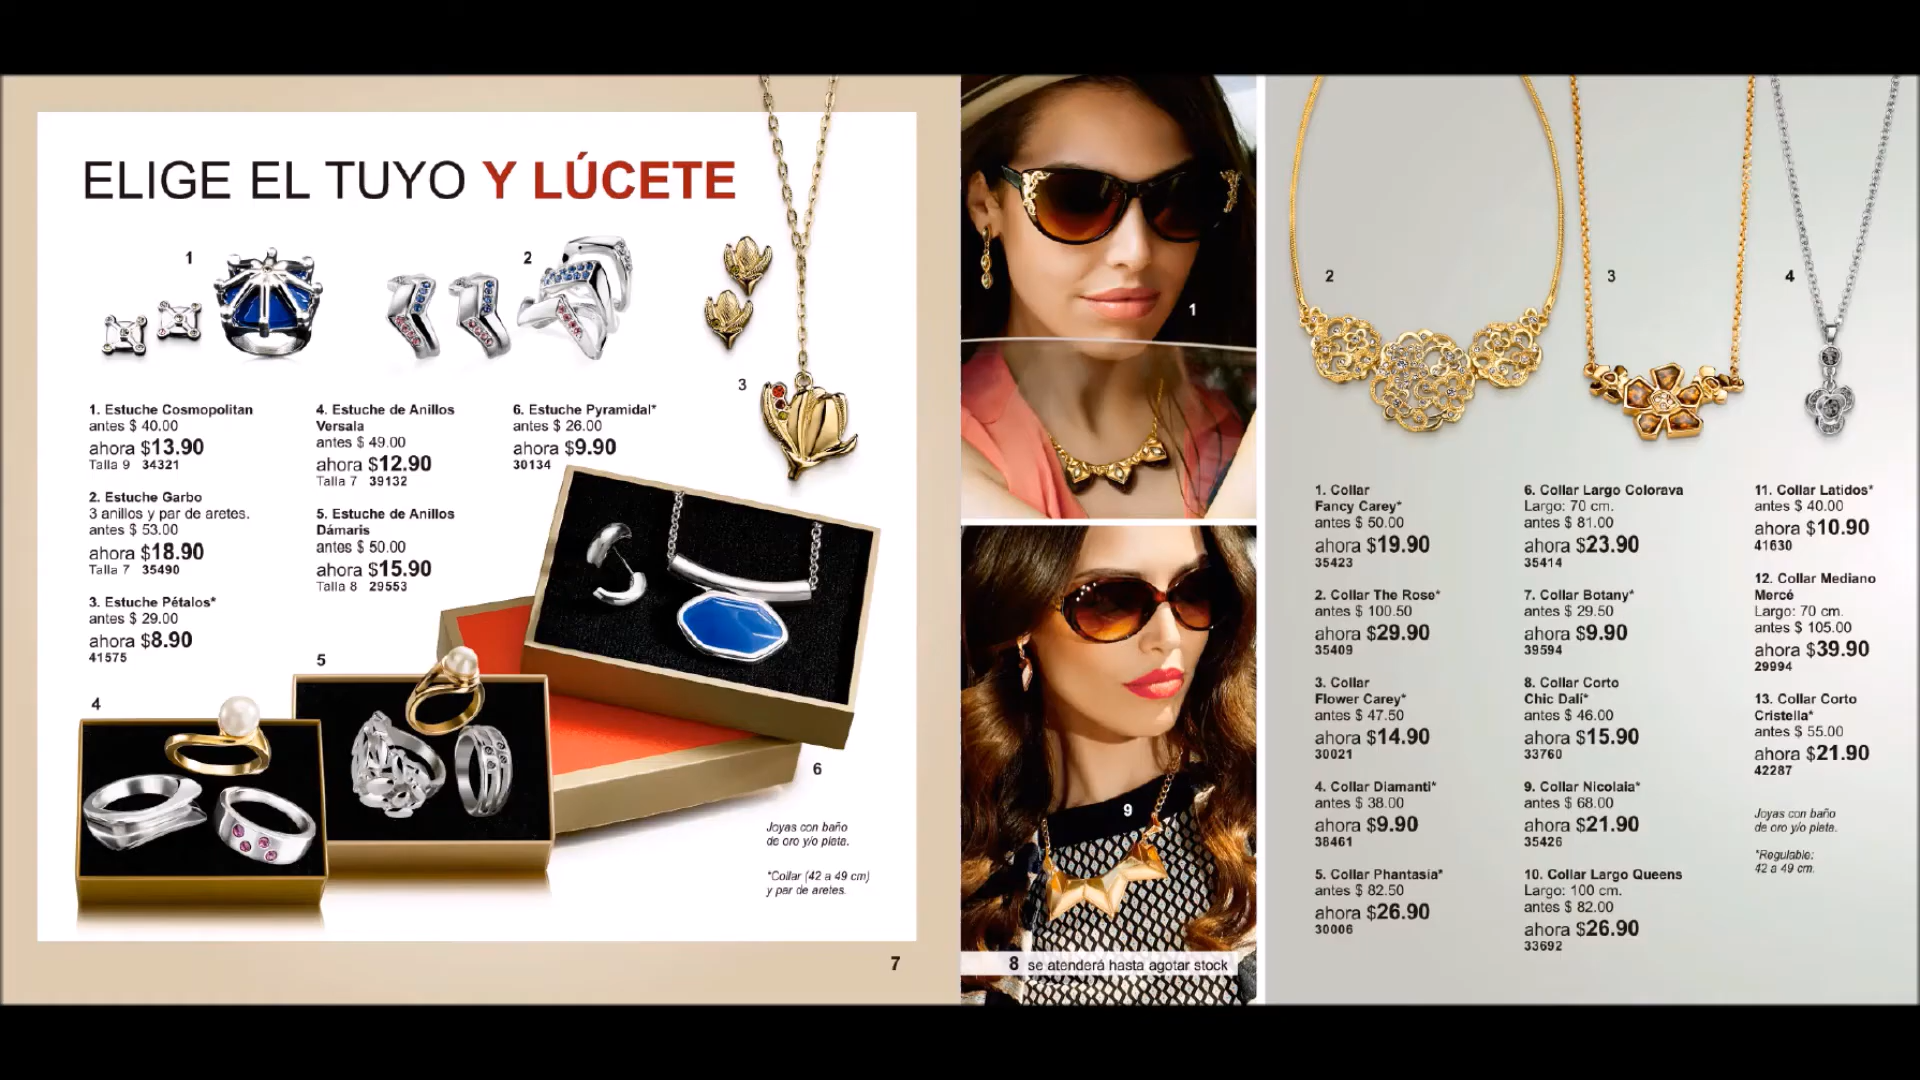 ELIGE EL TUYO Y LÚCETE
1
2
3
1. Estuche Cosmopolitan
antes $ 40.00
ahora $13.90
Talla 9 34321
2. Estuche Garbo
3 anillos y par de aretes.
antes $ 53.00
ahora $18.90
Talla 7 35490
3. Estuche Pétalos*
antes $ 29.00
ahora $8.90
41575
4. Estuche de Anillos
Versala
antes $ 49.00
ahora $12.90
Talla 7 39132
5. Estuche de Anillos
Dámaris
antes $ 50.00
ahora $15.90
Talla 8 29553
6. Estuche Pyramidal*
antes $ 26.00
ahora $9.90
30134
4
5
6
Joyas con baño
de oro y/o plata.
*Collar (42 a 49 cm)
y par de aretes.
7
1
9
8 se atenderá hasta agotar stock
2
3
4
1. Collar
Fancy Carey*
antes $ 50.00
ahora $19.90
35423
2. Collar The Rose*
antes $ 100.50
ahora $29.90
35409
3. Collar
Flower Carey*
antes $ 47.50
ahora $14.90
30021
4. Collar Diamanti*
antes $ 38.00
ahora $9.90
38461
5. Collar Phantasia*
antes $ 82.50
ahora $26.90
30006
6. Collar Largo Colorava
Largo: 70 cm.
antes $ 81.00
ahora $23.90
35414
7. Collar Botany*
antes $ 29.50
ahora $9.90
39594
8. Collar Corto
Chic Dalí*
antes $ 46.00
ahora $15.90
33760
9. Collar Nicolaia*
antes $ 68.00
ahora $21.90
35426
10. Collar Largo Queens
Largo: 100 cm.
antes $ 82.00
ahora $26.90
33692
11. Collar Latidos*
antes $ 40.00
ahora $10.90
41630
12. Collar Mediano
Mercé
Largo: 70 cm.
antes $ 105.00
ahora $39.90
29994
13. Collar Corto
Cristella*
antes $ 55.00
ahora $21.90
42287
Joyas con baño
de oro y/o plata.
*Regulable:
42 a 49 cm.